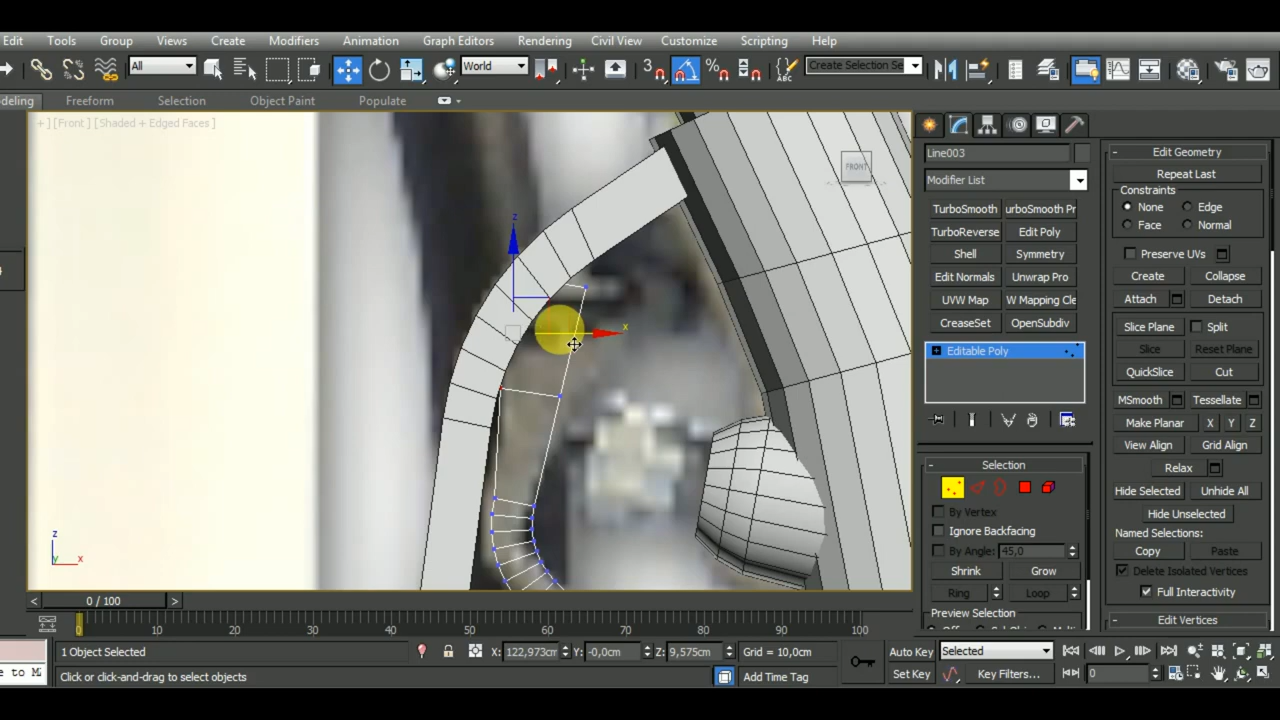 Edit Tools Group Views Create Modifiers Animation Graph Editors Rendering Civil View Customize Scripting Help
All World 3 % ABC Create Selection Se
deling Freeform Selection Object Paint Populate
+ ] [Front ] [Shaded + Edged Faces ]
FRONT
z
x
z
y x
Line003
Modifier List
TurboSmooth urboSmooth Pr
TurboReverse Edit Poly
Shell Symmetry
Edit Normals Unwrap Pro
UVW Map W Mapping Cle
CreaseSet OpenSubdiv
Editable Poly
- Selection
By Vertex
Ignore Backfacing
By Angle: 45,0
Shrink Grow
Ring Loop
Preview Selection
- Edit Geometry
Repeat Last
Constraints
None Edge
Face Normal
Preserve UVs
Create Collapse
Attach Detach
Slice Plane Split
Slice Reset Plane
QuickSlice Cut
MSmooth Tessellate
Make Planar X Y Z
View Align Grid Align
Relax
Hide Selected Unhide All
Hide Unselected
Named Selections:
Copy Paste
Delete Isolated Vertices
Full Interactivity
- Edit Vertices
< 0 / 100 >
0 10 20 30 40 50 60 70 80 90 100
1 Object Selected X: 122,973cm Y: -0,0cm Z: 9,575cm Grid = 10,0cm Auto Key Selected
Click or click-and-drag to select objects Add Time Tag Set Key Key Filters... 0